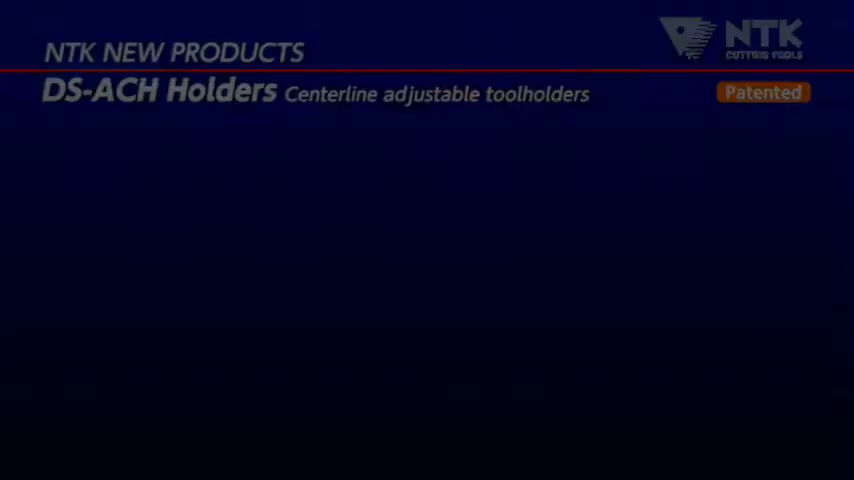 NTK NEW PRODUCTS
NTK
CUTTING TOOLS
DS-ACH Holders Centerline adjustable toolholders
Patented